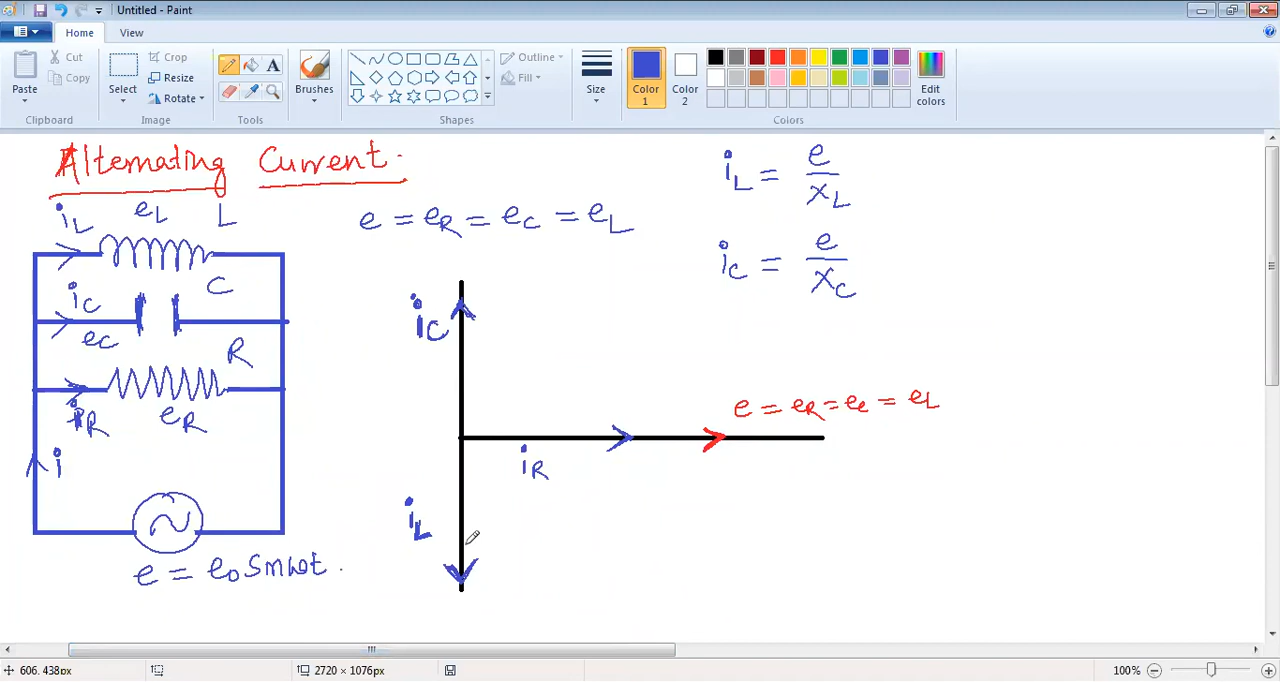 Untitled - Paint
Home View
Paste
Cut
Copy
Clipboard
Select
Crop
Resize
Rotate
Image
A
Tools
Brushes
Outline
Fill
Shapes
Size
Color 1
Color 2
Edit colors
Colors
Alternating Current.
iL eL L
iC C
eC
R
iR eR
i
e = e0 Sinωt.
e = eR = eC = eL
iC
iR
iL
e = eR = eC = eL
iL = e/XL
iC = e/XC
606, 438px
2720 × 1076px
100%